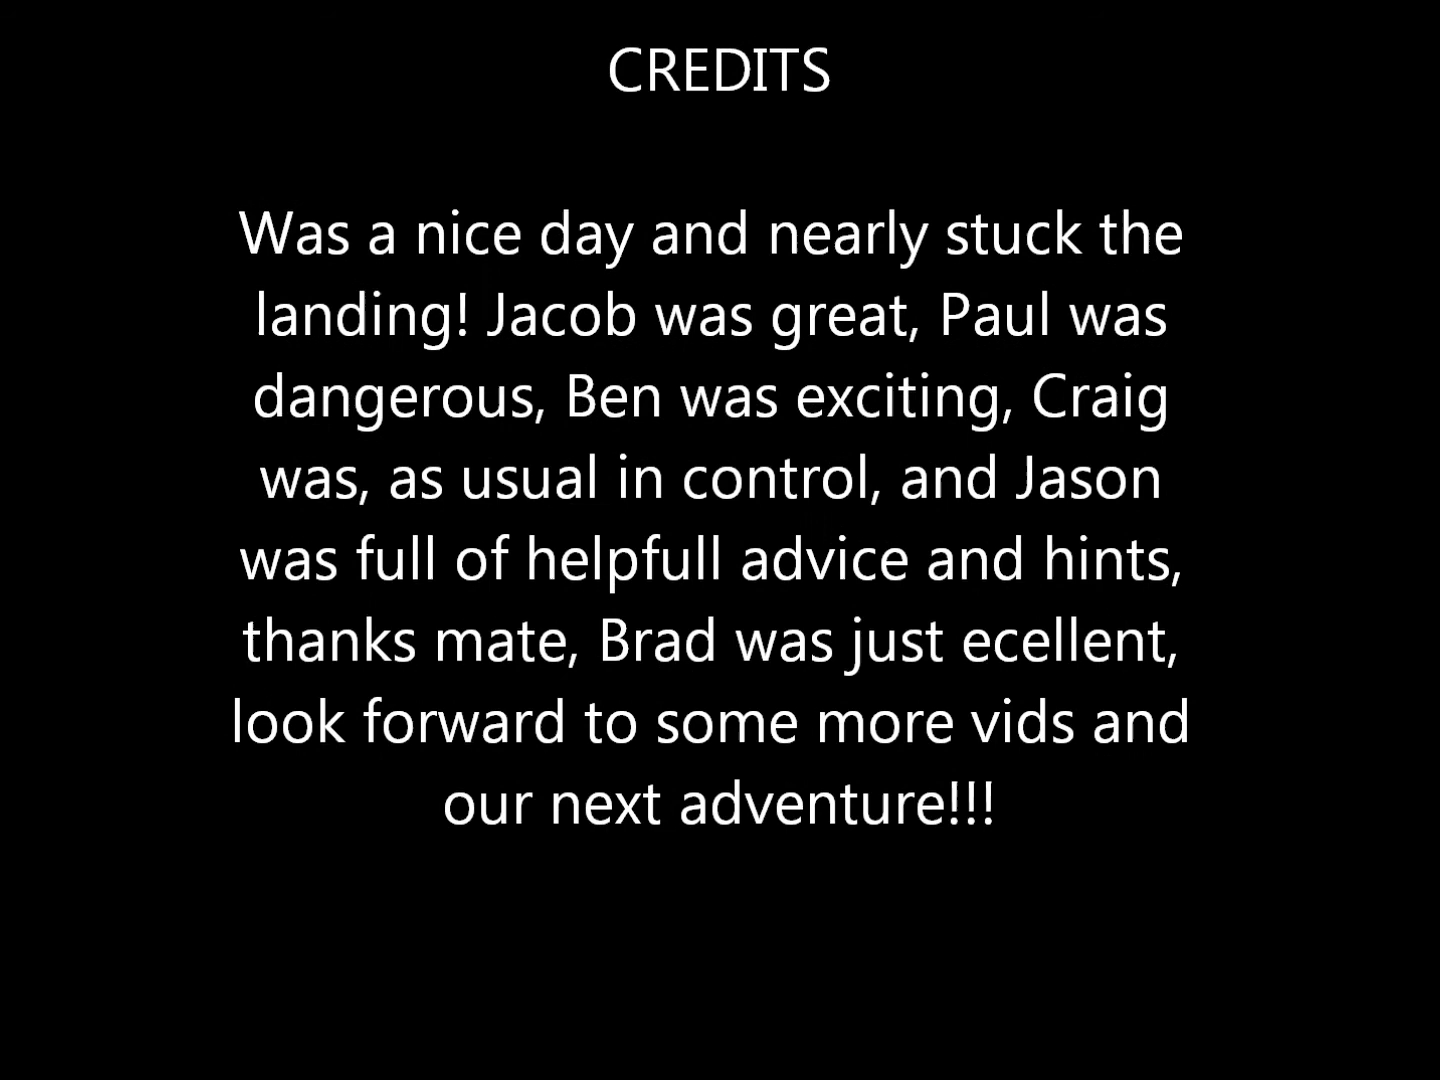 CREDITS
Was a nice day and nearly stuck the
landing! Jacob was great, Paul was
dangerous, Ben was exciting, Craig
was, as usual in control, and Jason
was full of helpfull advice and hints,
thanks mate, Brad was just ecellent,
look forward to some more vids and
our next adventure!!!